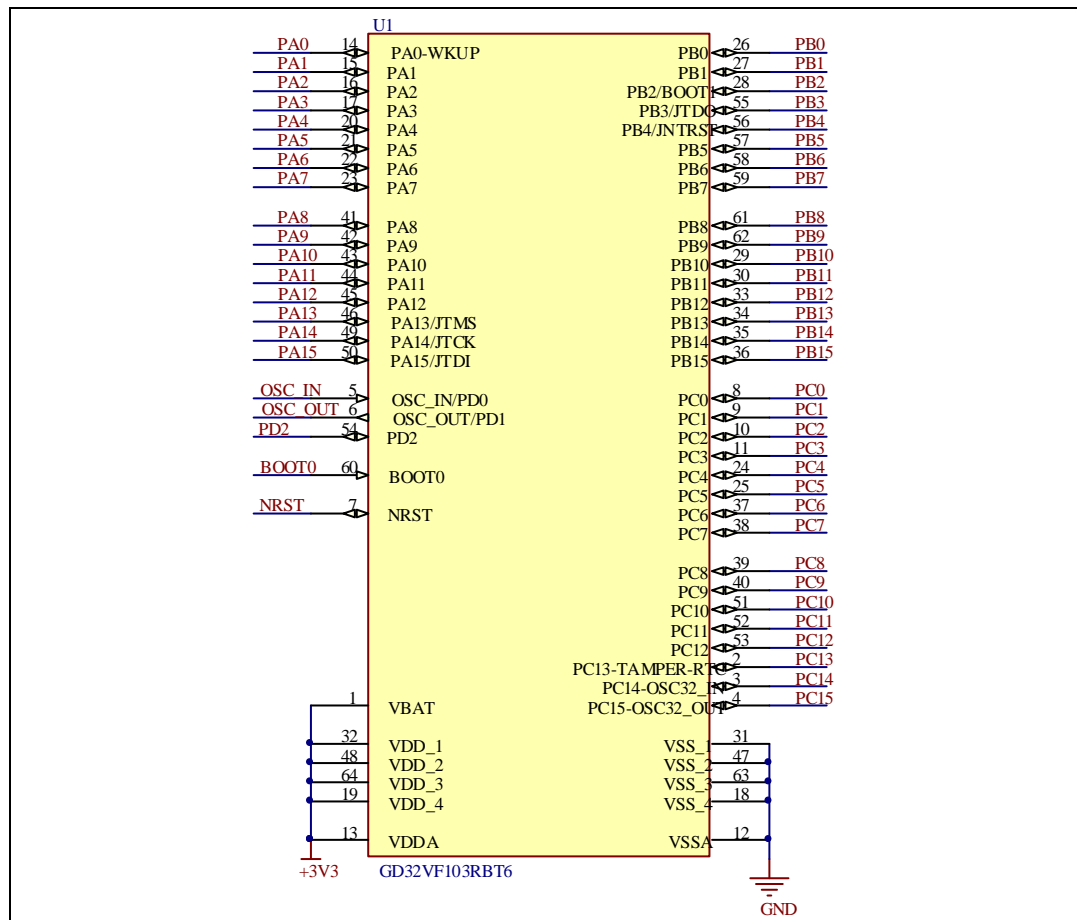 U1
PA0 14 PA0-WKUP PB0 26 PB0
PA1 15 PA1 PB1 27 PB1
PA2 16 PA2 PB2/BOOT1 28 PB2
PA3 17 PA3 PB3/JTDO 55 PB3
PA4 20 PA4 PB4/JNTRST 56 PB4
PA5 21 PA5 PB5 57 PB5
PA6 22 PA6 PB6 58 PB6
PA7 23 PA7 PB7 59 PB7
PA8 41 PA8 PB8 61 PB8
PA9 42 PA9 PB9 62 PB9
PA10 43 PA10 PB10 29 PB10
PA11 44 PA11 PB11 30 PB11
PA12 45 PA12 PB12 33 PB12
PA13 46 PA13/JTMS PB13 34 PB13
PA14 49 PA14/JTCK PB14 35 PB14
PA15 50 PA15/JTDI PB15 36 PB15
OSC_IN 5 OSC_IN/PD0 PC0 8 PC0
OSC_OUT 6 OSC_OUT/PD1 PC1 9 PC1
PD2 54 PD2 PC2 10 PC2
PC3 11 PC3
BOOT0 60 BOOT0 PC4 24 PC4
PC5 25 PC5
NRST 7 NRST PC6 37 PC6
PC7 38 PC7
PC8 39 PC8
PC9 40 PC9
PC10 51 PC10
PC11 52 PC11
PC12 53 PC12
PC13-TAMPER-RTC 2 PC13
PC14-OSC32_IN 3 PC14
1 VBAT PC15-OSC32_OUT 4 PC15
32 VDD_1 VSS_1 31
48 VDD_2 VSS_2 47
64 VDD_3 VSS_3 63
19 VDD_4 VSS_4 18
13 VDDA VSSA 12
+3V3 GD32VF103RBT6
GND